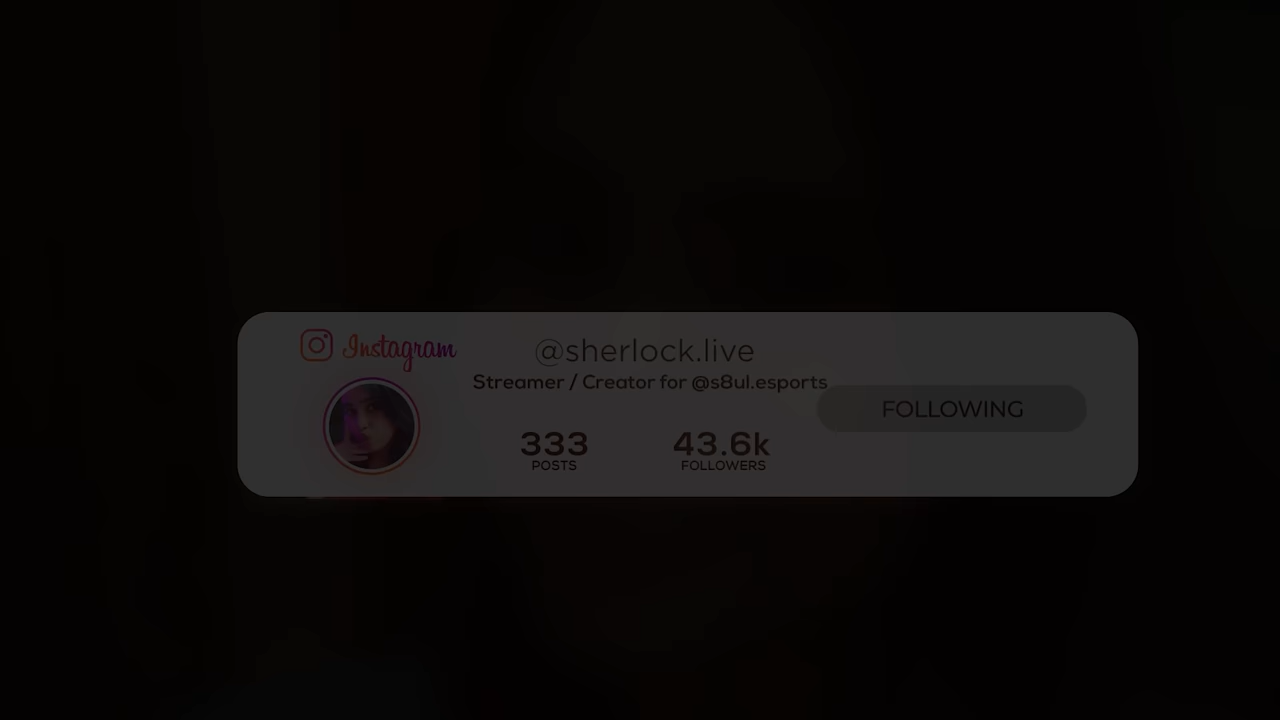 Instagram
@sherlock.live
Streamer / Creator for @s8ul.esports
FOLLOWING
333
POSTS
43.6k
FOLLOWERS